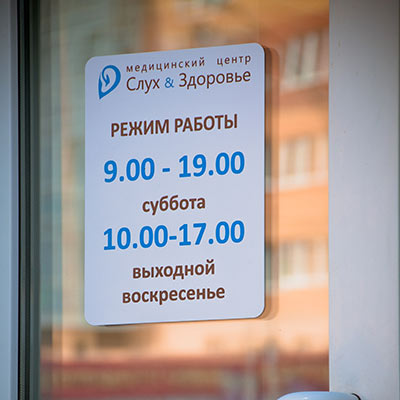 медицинский центр
Слух & Здоровье
РЕЖИМ РАБОТЫ
9.00 - 19.00
суббота
10.00-17.00
выходной
воскресенье